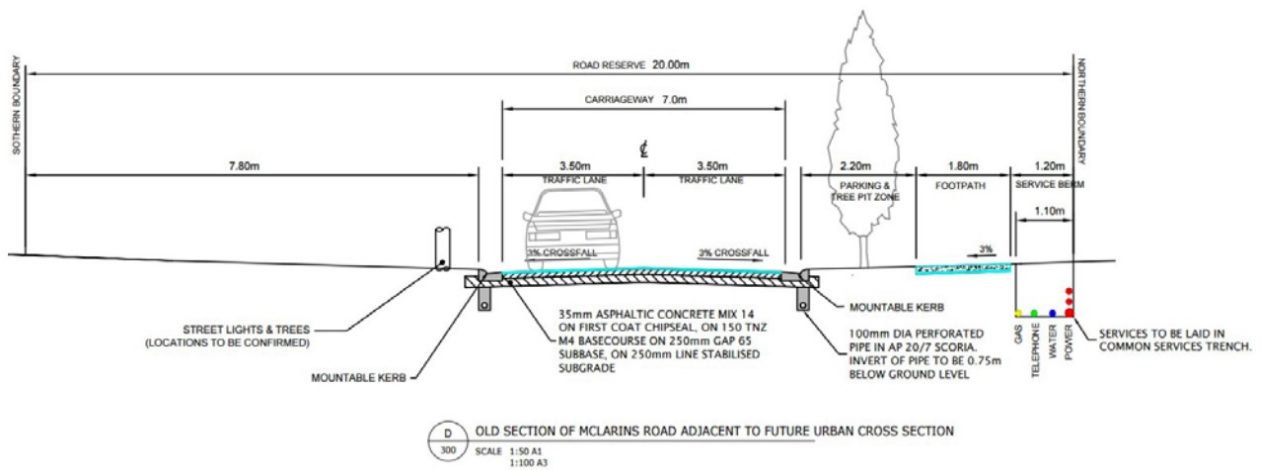 ROAD RESERVE 20.00m
CARRIAGEWAY 7.0m
SOTHERN BOUNDARY
NORTHERN BOUNDARY
7.80m
3.50m
TRAFFIC LANE
3.50m
TRAFFIC LANE
2.20m
PARKING &
TREE PIT ZONE
1.80m
FOOTPATH
1.20m
SERVICE BERM
1.10m
3% CROSSFALL
3% CROSSFALL
3%
STREET LIGHTS & TREES
(LOCATIONS TO BE CONFIRMED)
MOUNTABLE KERB
35mm ASPHALTIC CONCRETE MIX 14
ON FIRST COAT CHIPSEAL, ON 150 TNZ
M4 BASECOURSE ON 250mm GAP 65
SUBBASE, ON 250mm LINE STABILISED
SUBGRADE
MOUNTABLE KERB
100mm DIA PERFORATED
PIPE IN AP 20/7 SCORIA.
INVERT OF PIPE TO BE 0.75m
BELOW GROUND LEVEL
GAS
TELEPHONE
WATER
POWER
SERVICES TO BE LAID IN
COMMON SERVICES TRENCH.
D
300
OLD SECTION OF MCLARINS ROAD ADJACENT TO FUTURE URBAN CROSS SECTION
SCALE 1:50 A1
1:100 A3